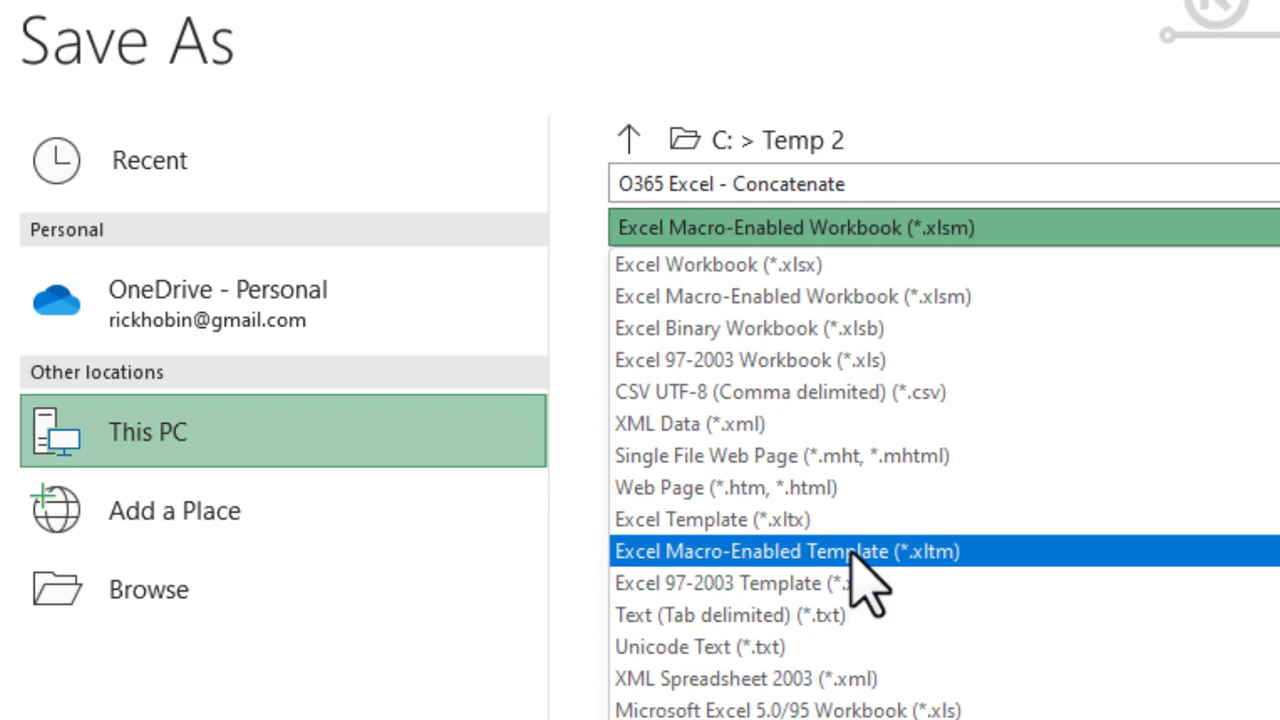 Save As
Recent
Personal
OneDrive - Personal
rickhobin@gmail.com
Other locations
This PC
Add a Place
Browse
C: > Temp 2
O365 Excel - Concatenate
Excel Macro-Enabled Workbook (*.xlsm)
Excel Workbook (*.xlsx)
Excel Macro-Enabled Workbook (*.xlsm)
Excel Binary Workbook (*.xlsb)
Excel 97-2003 Workbook (*.xls)
CSV UTF-8 (Comma delimited) (*.csv)
XML Data (*.xml)
Single File Web Page (*.mht, *.mhtml)
Web Page (*.htm, *.html)
Excel Template (*.xltx)
Excel Macro-Enabled Template (*.xltm)
Excel 97-2003 Template (*.
Text (Tab delimited) (*.txt)
Unicode Text (*.txt)
XML Spreadsheet 2003 (*.xml)
Microsoft Excel 5.0/95 Workbook (*.xls)